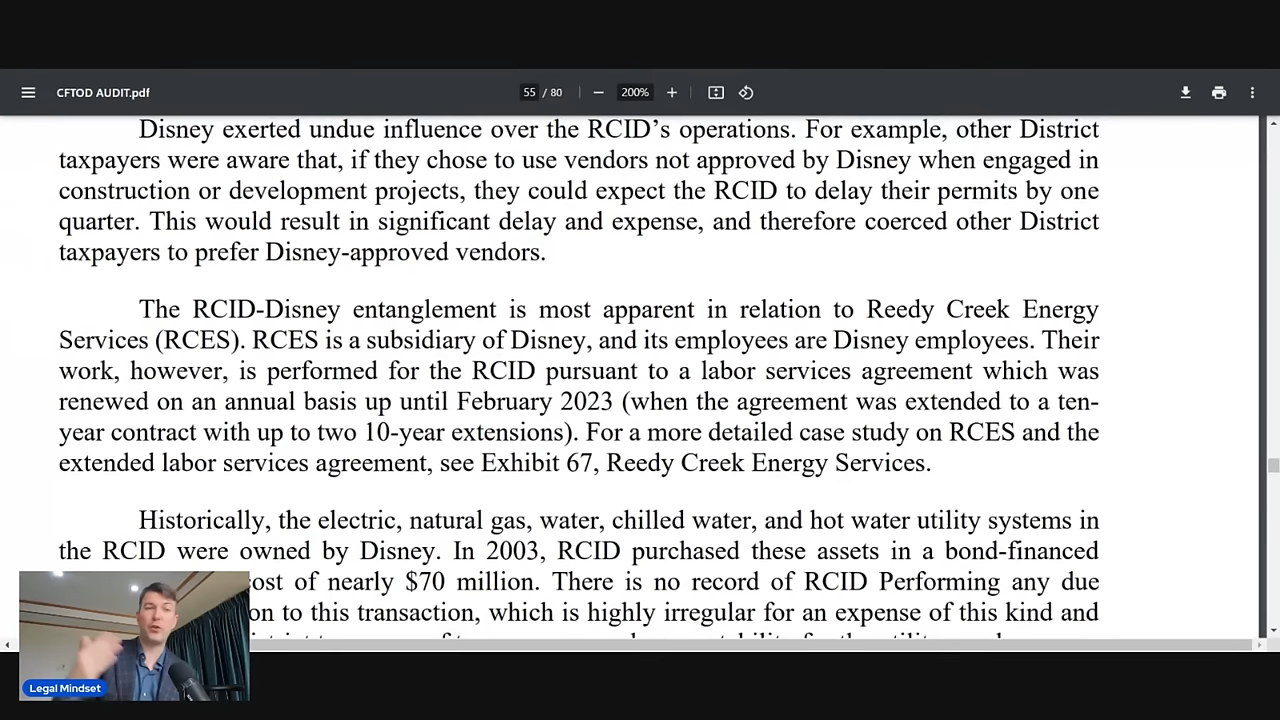 CFTOD AUDIT.pdf
55 / 80
200%
Disney exerted undue influence over the RCID's operations. For example, other District
taxpayers were aware that, if they chose to use vendors not approved by Disney when engaged in
construction or development projects, they could expect the RCID to delay their permits by one
quarter. This would result in significant delay and expense, and therefore coerced other District
taxpayers to prefer Disney-approved vendors.
The RCID-Disney entanglement is most apparent in relation to Reedy Creek Energy
Services (RCES). RCES is a subsidiary of Disney, and its employees are Disney employees. Their
work, however, is performed for the RCID pursuant to a labor services agreement which was
renewed on an annual basis up until February 2023 (when the agreement was extended to a ten-
year contract with up to two 10-year extensions). For a more detailed case study on RCES and the
extended labor services agreement, see Exhibit 67, Reedy Creek Energy Services.
Historically, the electric, natural gas, water, chilled water, and hot water utility systems in
the RCID were owned by Disney. In 2003, RCID purchased these assets in a bond-financed
cost of nearly $70 million. There is no record of RCID Performing any due
to this transaction, which is highly irregular for an expense of this kind and
Legal Mindset